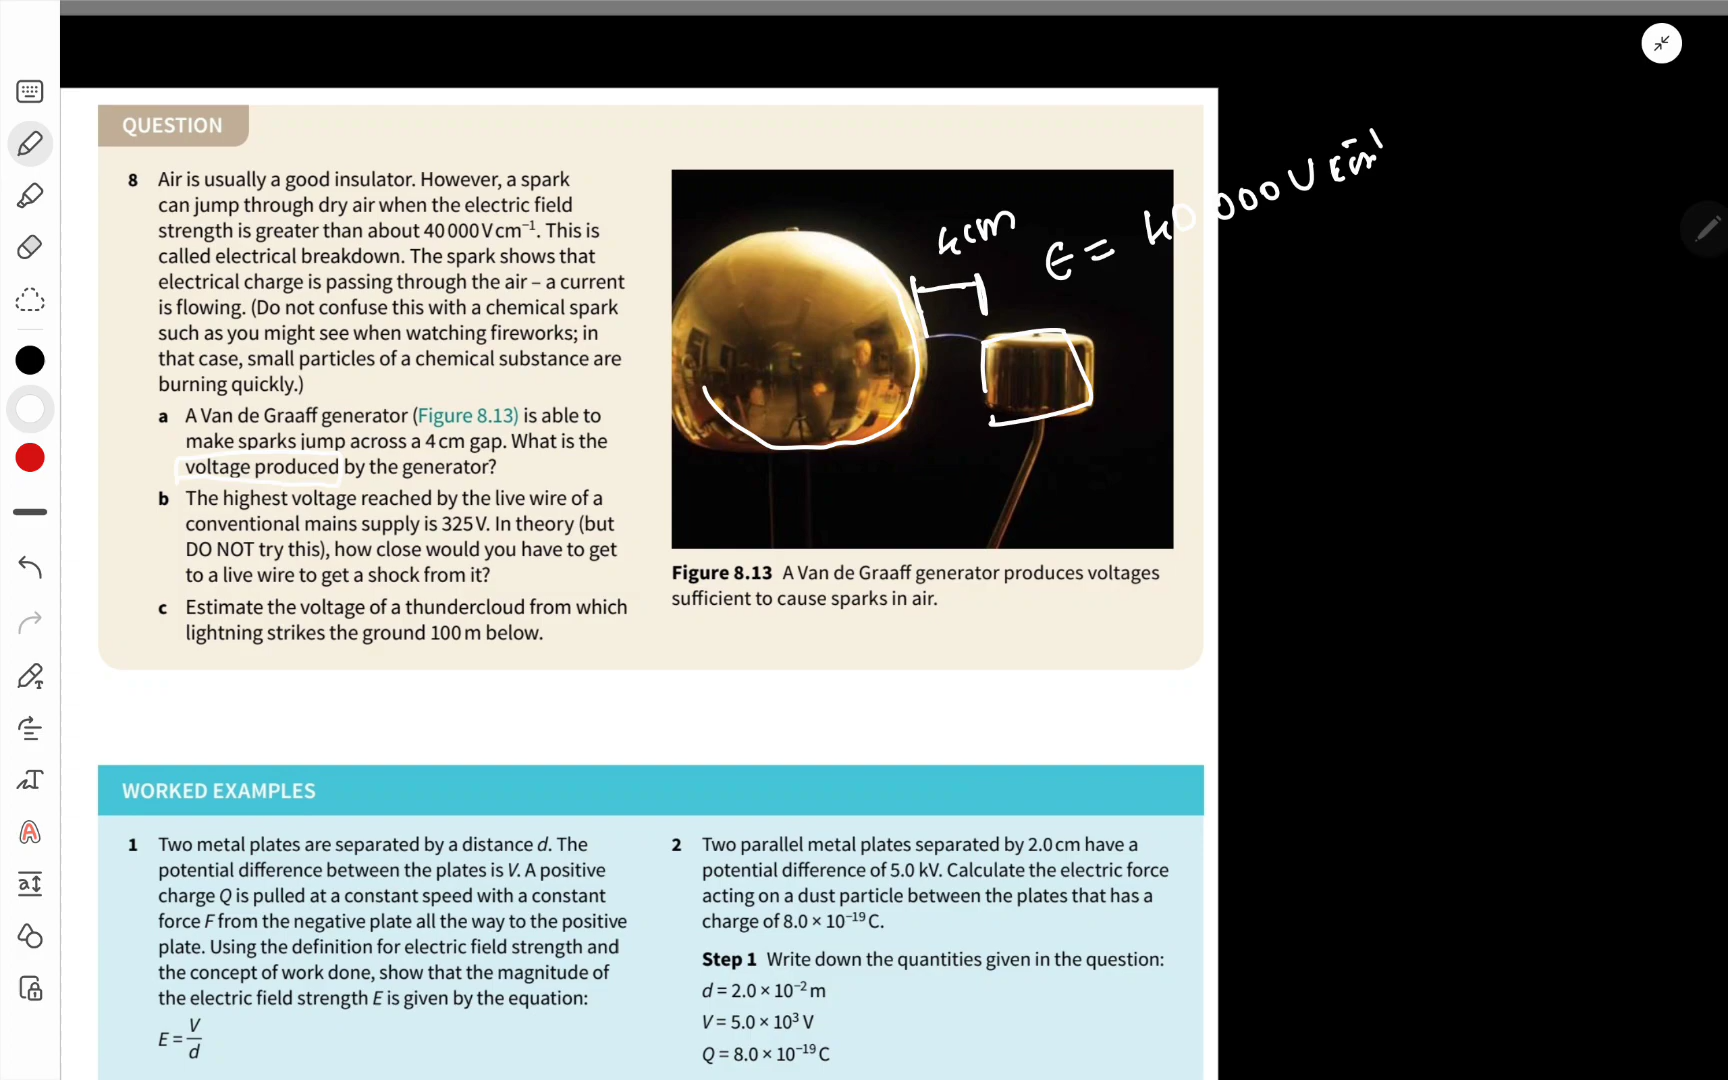 QUESTION
8 Air is usually a good insulator. However, a spark
can jump through dry air when the electric field
strength is greater than about 40 000 V cm⁻¹. This is
called electrical breakdown. The spark shows that
electrical charge is passing through the air – a current
is flowing. (Do not confuse this with a chemical spark
such as you might see when watching fireworks; in
that case, small particles of a chemical substance are
burning quickly.)
a A Van de Graaff generator (Figure 8.13) is able to
make sparks jump across a 4 cm gap. What is the
voltage produced by the generator?
b The highest voltage reached by the live wire of a
conventional mains supply is 325 V. In theory (but
DO NOT try this), how close would you have to get
to a live wire to get a shock from it?
c Estimate the voltage of a thundercloud from which
lightning strikes the ground 100 m below.
4cm
E = 40 000 V cm⁻¹
Figure 8.13 A Van de Graaff generator produces voltages
sufficient to cause sparks in air.
WORKED EXAMPLES
1 Two metal plates are separated by a distance d. The
potential difference between the plates is V. A positive
charge Q is pulled at a constant speed with a constant
force F from the negative plate all the way to the positive
plate. Using the definition for electric field strength and
the concept of work done, show that the magnitude of
the electric field strength E is given by the equation:
E = V/d
2 Two parallel metal plates separated by 2.0 cm have a
potential difference of 5.0 kV. Calculate the electric force
acting on a dust particle between the plates that has a
charge of 8.0 × 10⁻¹⁹ C.
Step 1 Write down the quantities given in the question:
d = 2.0 × 10⁻² m
V = 5.0 × 10³ V
Q = 8.0 × 10⁻¹⁹ C